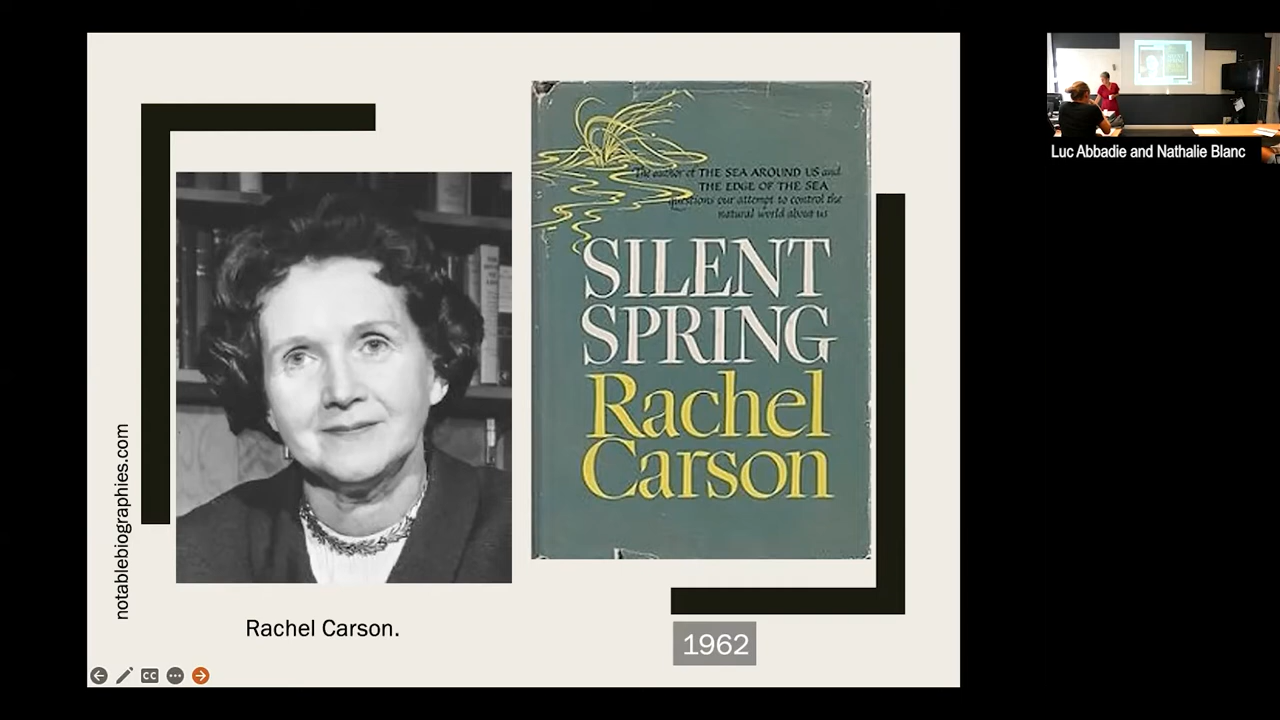 notablebiographies.com
Rachel Carson.
The author of THE SEA AROUND US and
THE EDGE OF THE SEA
questions our attempt to control the
natural world about us
SILENT
SPRING
Rachel
Carson
1962
CC
Luc Abbadie and Nathalie Blanc